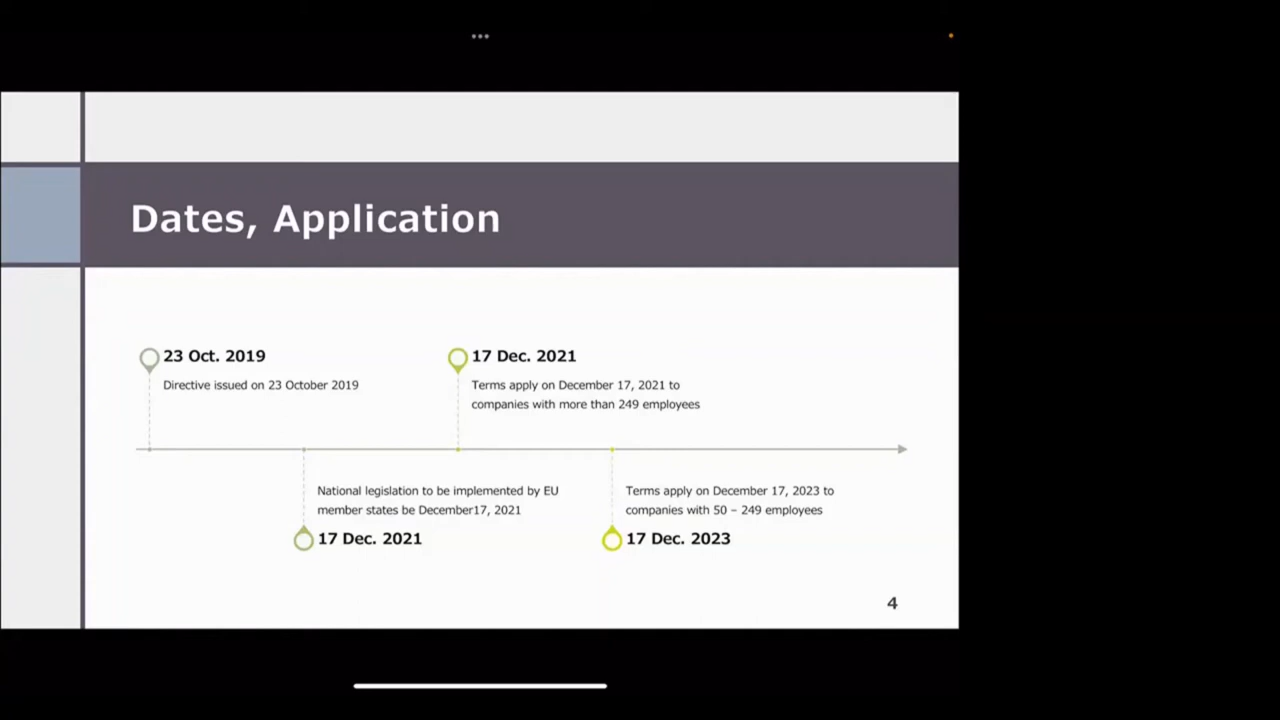 Dates, Application
23 Oct. 2019
Directive issued on 23 October 2019
17 Dec. 2021
Terms apply on December 17, 2021 to
companies with more than 249 employees
National legislation to be implemented by EU
member states be December17, 2021
17 Dec. 2021
Terms apply on December 17, 2023 to
companies with 50 – 249 employees
17 Dec. 2023
4